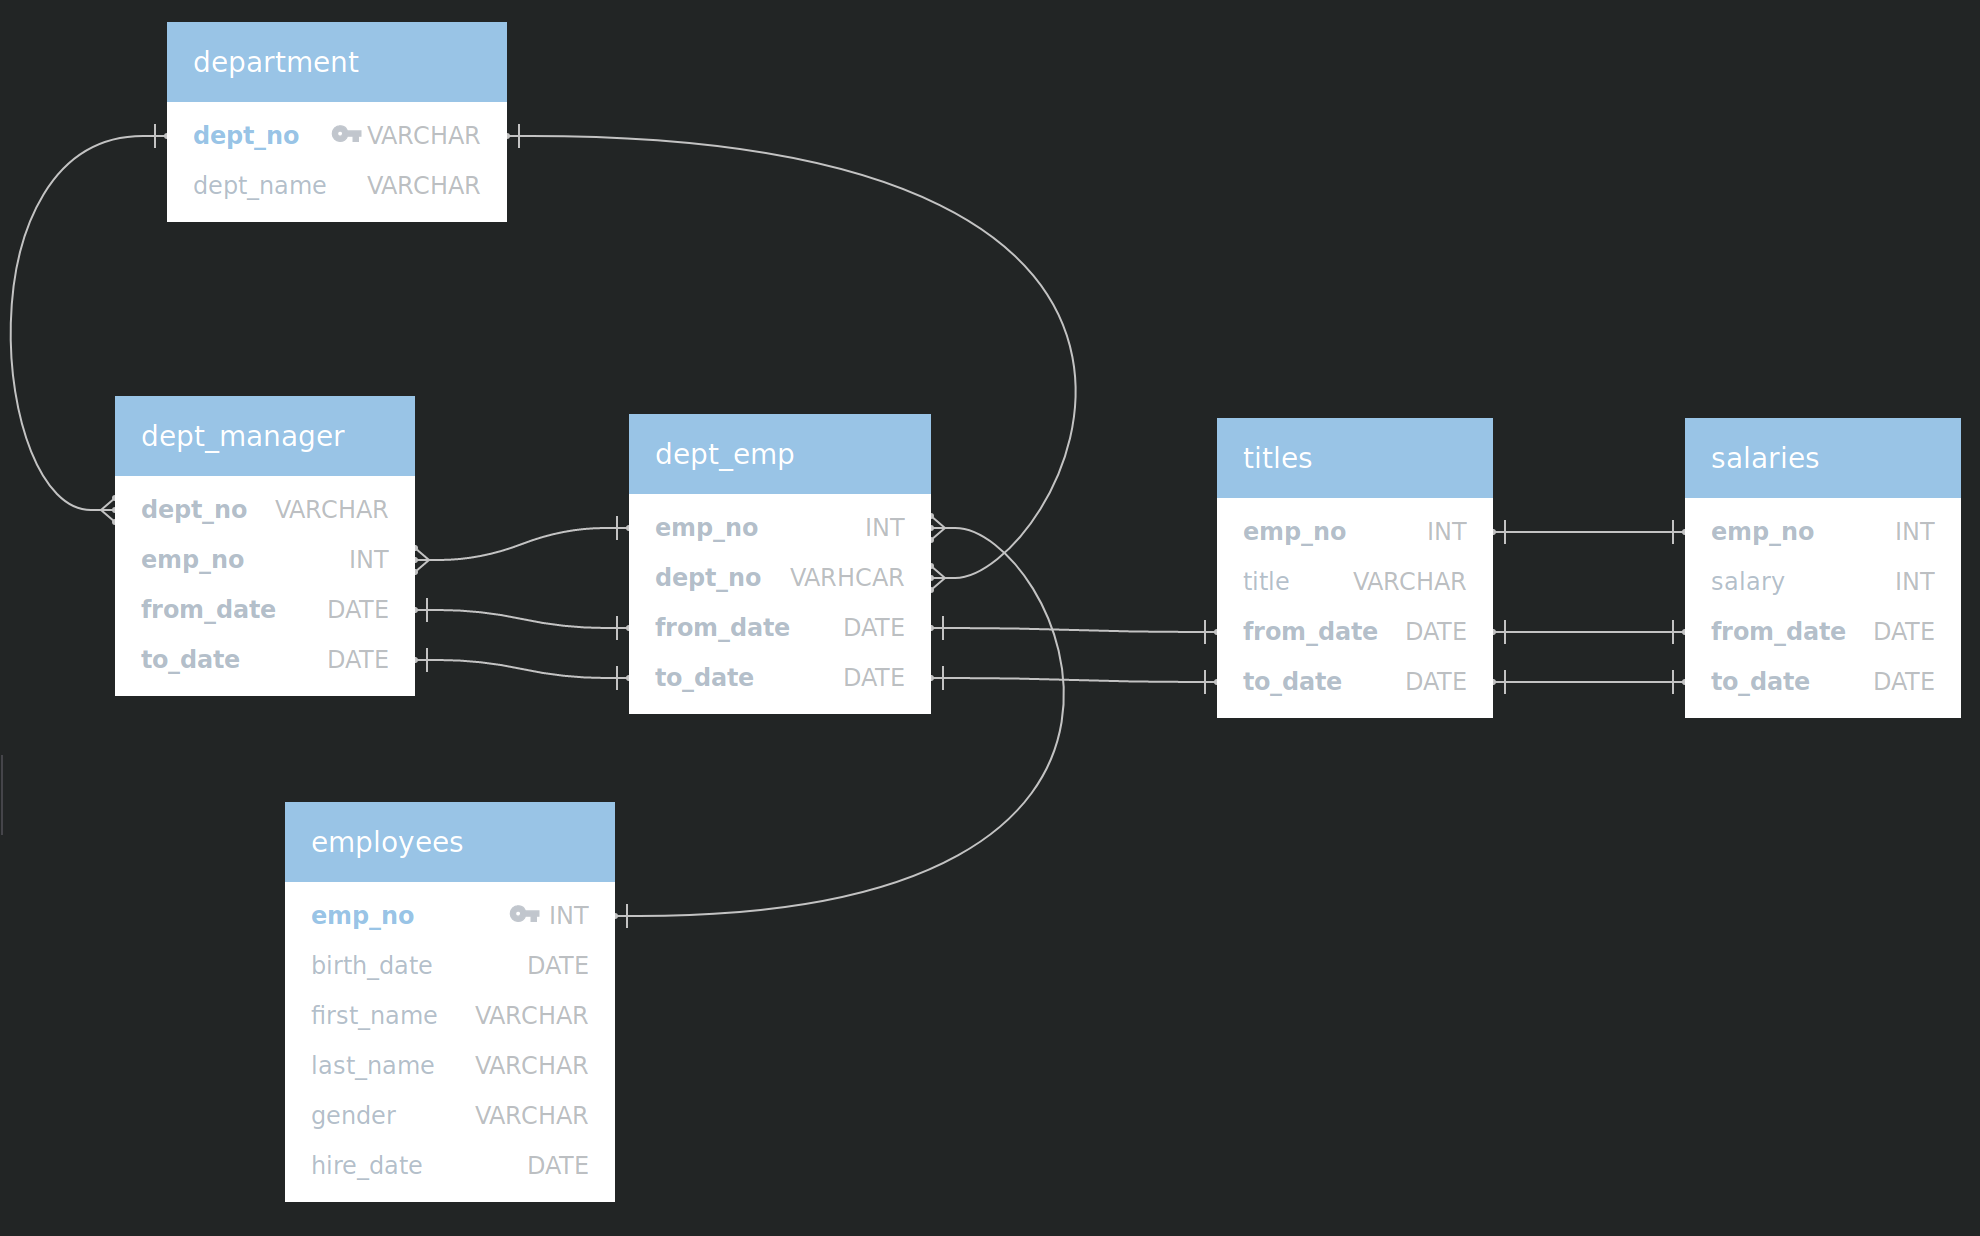 department
dept_no VARCHAR
dept_name VARCHAR
dept_manager
dept_no VARCHAR
emp_no INT
from_date DATE
to_date DATE
dept_emp
emp_no INT
dept_no VARHCAR
from_date DATE
to_date DATE
titles
emp_no INT
title VARCHAR
from_date DATE
to_date DATE
salaries
emp_no INT
salary INT
from_date DATE
to_date DATE
employees
emp_no INT
birth_date DATE
first_name VARCHAR
last_name VARCHAR
gender VARCHAR
hire_date DATE